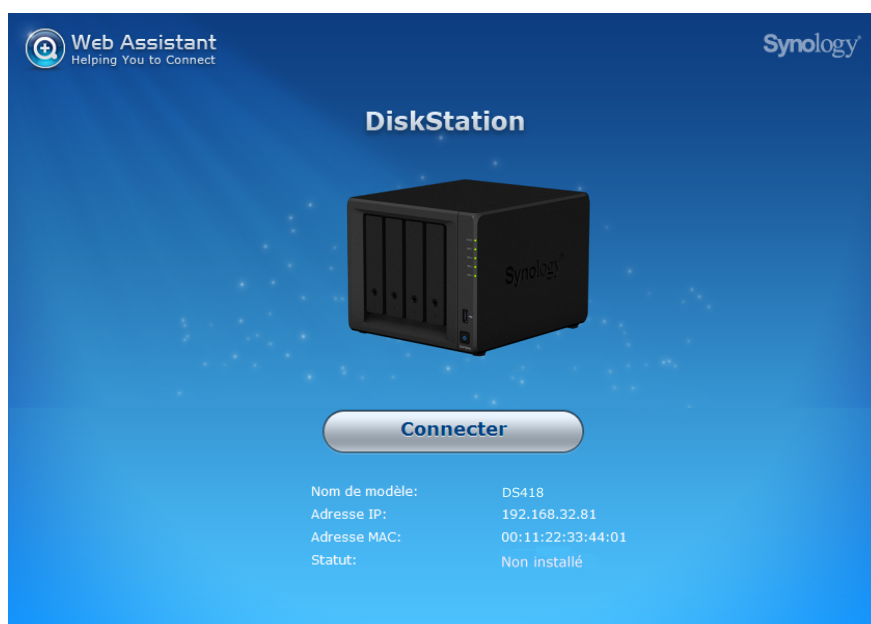 Web Assistant
Helping You to Connect
Synology
DiskStation
Synology
Connecter
Nom de modèle: DS418
Adresse IP: 192.168.32.81
Adresse MAC: 00:11:22:33:44:01
Statut: Non installé